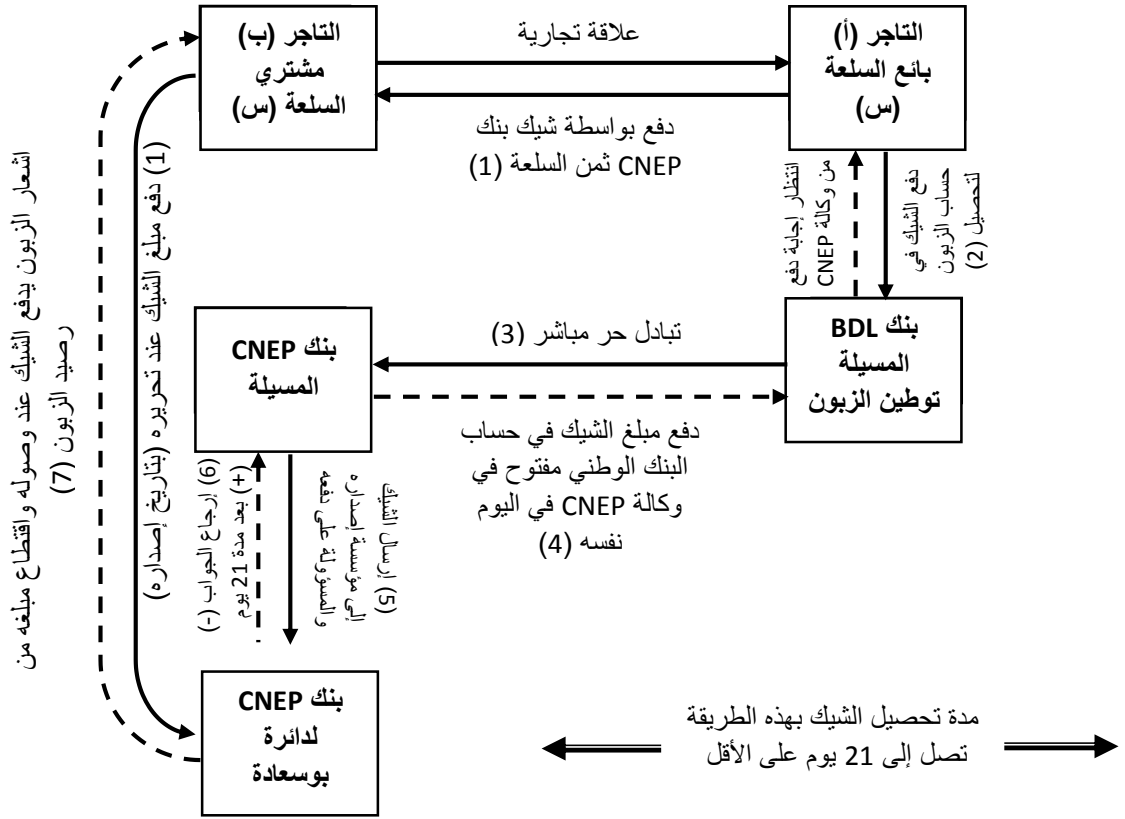 التاجر (أ)
بائع السلعة
(س)
علاقة تجارية
التاجر (ب)
مشتري
السلعة (س)
دفع بواسطة شيك بنك
CNEP ثمن السلعة (1)
دفع الشيك في
حساب الزبون
لتحصيل (2)
انتظار إجابة دفع
من وكالة
CNEP
بنك BDL
المسيلة
توطين الزبون
تبادل حر مباشر (3)
بنك CNEP
المسيلة
دفع مبلغ الشيك في حساب
البنك الوطني مفتوح في
وكالة CNEP في اليوم
نفسه (4)
(5) إرسال الشيك
إلى مؤسسة إصداره
والمسؤولة على دفعه
(6) إرجاع الجواب (-)
(+) بعد مدة 21 يوم
(1) دفع مبلغ الشيك عند تحريره (بتاريخ إصداره)
اشعار الزبون بدفع الشيك عند وصوله واقتطاع مبلغه من
رصيد الزبون (7)
بنك CNEP
لدائرة
بوسعادة
مدة تحصيل الشيك بهذه الطريقة
تصل إلى 21 يوم على الأقل